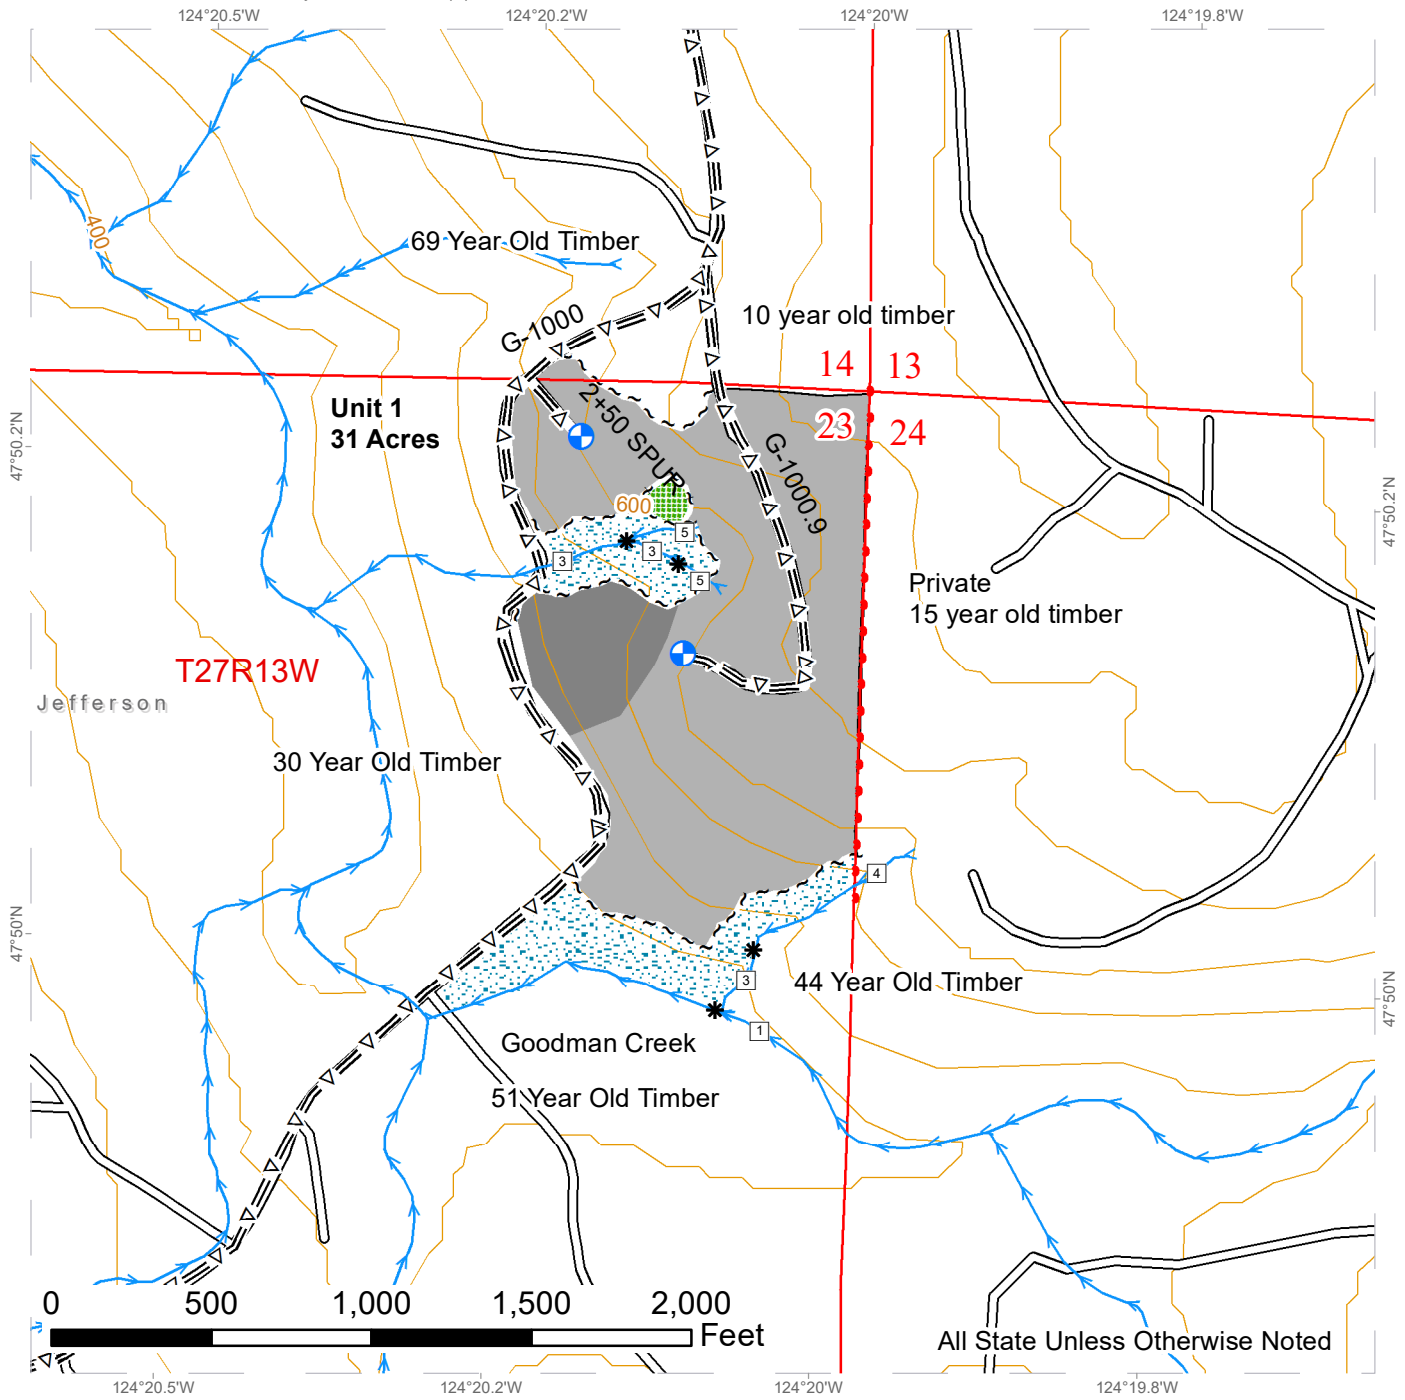 124°20.5'W
124°20.2'W
124°20'W
124°19.8'W
400
69 Year Old Timber
G-1000
10 year old timber
14
13
Unit 1
31 Acres
2+50 SPUR
23
24
47°50.2'N
G-1000.9
600
47°50.2'N
5
3
3
5
Private
15 year old timber
T27R13W
Jefferson
30 Year Old Timber
4
47°50'N
3
44 Year Old Timber
47°50'N
1
Goodman Creek
51 Year Old Timber
0
500
1,000
1,500
2,000
Feet
All State Unless Otherwise Noted
124°20.5'W
124°20.2'W
124°20'W
124°19.8'W